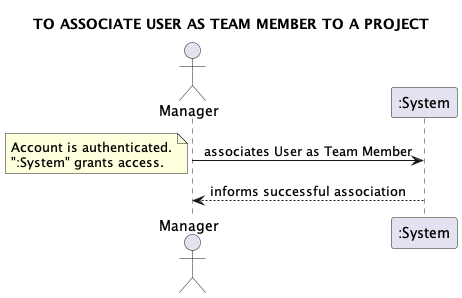 TO ASSOCIATE USER AS TEAM MEMBER TO A PROJECT
Manager
:System
Account is authenticated.
":System" grants access.
associates User as Team Member
informs successful association
Manager
:System